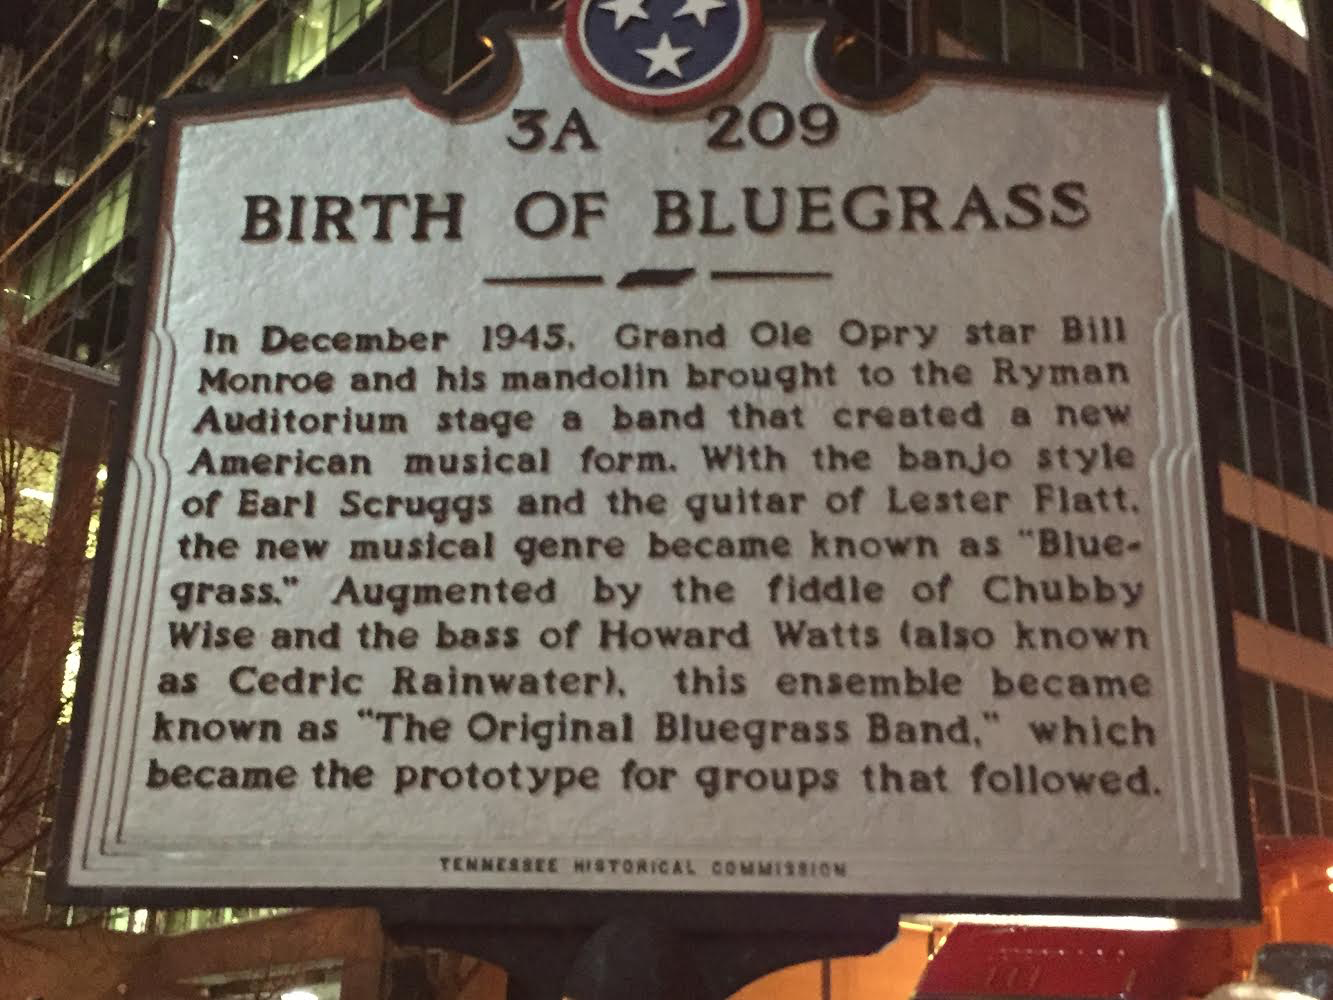 3A 209
BIRTH OF BLUEGRASS
In December 1945, Grand Ole Opry star Bill
Monroe and his mandolin brought to the Ryman
Auditorium stage a band that created a new
American musical form. With the banjo style
of Earl Scruggs and the guitar of Lester Flatt,
the new musical genre became known as "Blue-
grass." Augmented by the fiddle of Chubby
Wise and the bass of Howard Watts (also known
as Cedric Rainwater), this ensemble became
known as "The Original Bluegrass Band," which
became the prototype for groups that followed.
TENNESSEE HISTORICAL COMMISSION